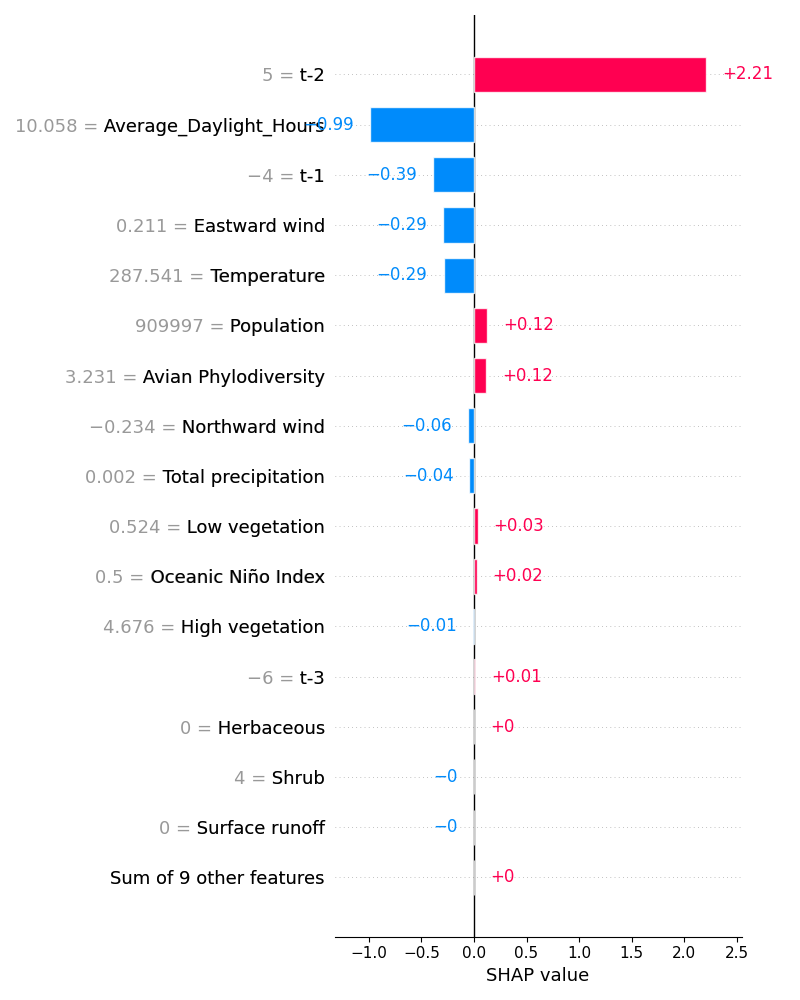 5 = t-2 +2.21
10.058 = Average_Daylight_Hours −0.99
−4 = t-1 −0.39
0.211 = Eastward wind −0.29
287.541 = Temperature −0.29
909997 = Population +0.12
3.231 = Avian Phylodiversity +0.12
−0.234 = Northward wind −0.06
0.002 = Total precipitation −0.04
0.524 = Low vegetation +0.03
0.5 = Oceanic Niño Index +0.02
4.676 = High vegetation −0.01
−6 = t-3 +0.01
0 = Herbaceous +0
4 = Shrub −0
0 = Surface runoff −0
Sum of 9 other features +0
−1.0 −0.5 0.0 0.5 1.0 1.5 2.0 2.5
SHAP value